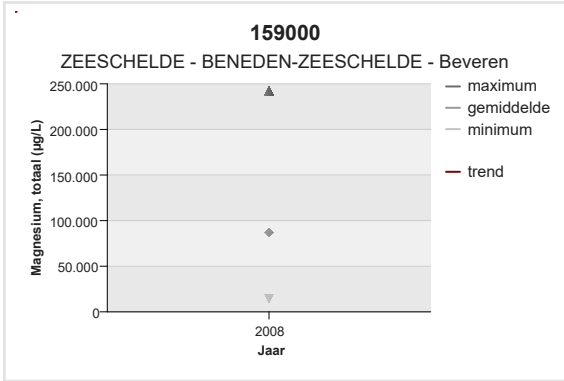 159000
ZEESCHELDE - BENEDEN-ZEESCHELDE - Beveren
maximum
gemiddelde
minimum
trend
Magnesium, totaal (µg/L)
250.000
200.000
150.000
100.000
50.000
0
2008
Jaar